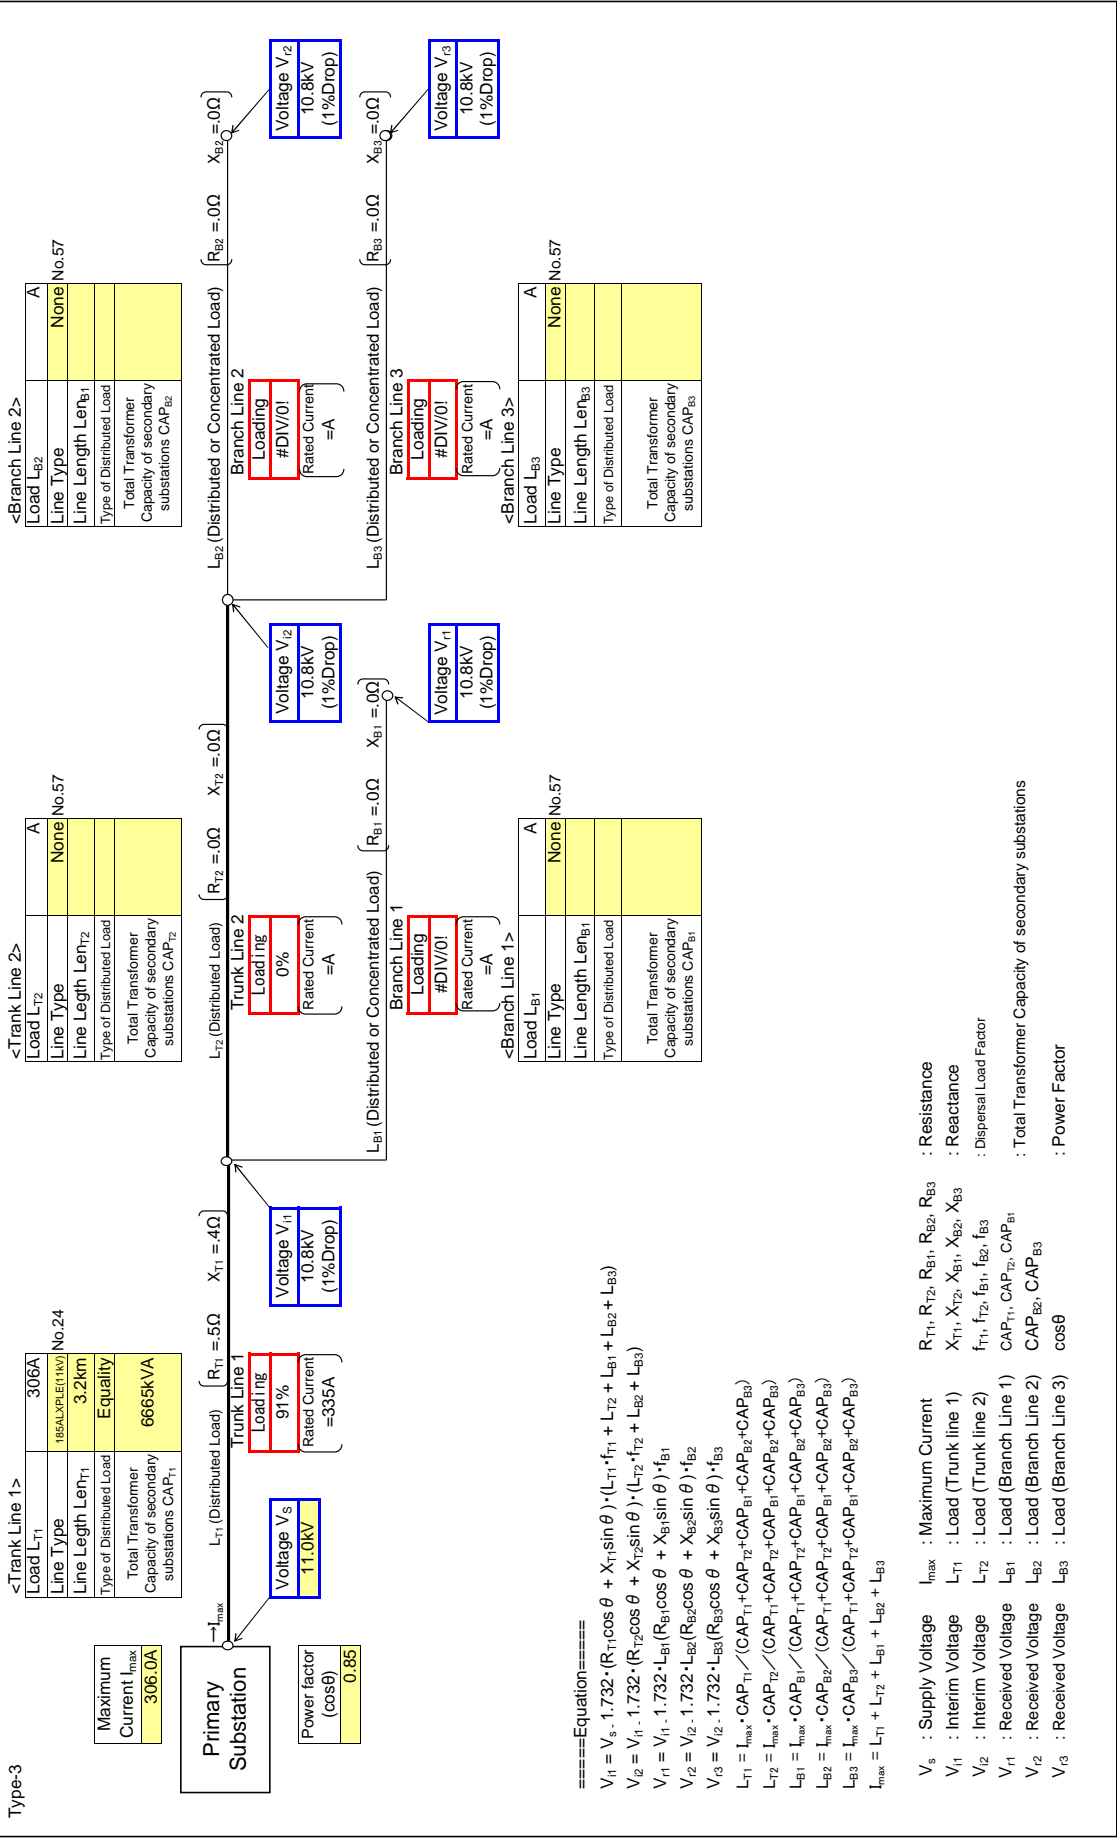 Type-3
Maximum
Current Imax
306.0A
Primary
Substation
Power factor
(cosθ)
0.85
→Imax
Voltage VS
11.0kV
<Trank Line 1>
Load LT1 306A
Line Type 185ALXPLE(11kV) No.24
Line Length LenT1 3.2km
Type of Distributed Load Equality
Total Transformer
Capacity of secondary
substations CAPT1
6665kVA
LT1 (Distributed Load) RT1 =.5Ω XT1 =.4Ω
Trunk Line 1
Loading
91%
Rated Current
=335A
Voltage Vi1
10.8kV
(1%Drop)
<Trank Line 2>
Load LT2 A
Line Type None No.57
Line Legth LenT2
Type of Distributed Load
Total Transformer
Capacity of secondary
substations CAPT2
LT2 (Distributed Load) RT2 =.0Ω XT2 =.0Ω
Trunk Line 2
Loading
0%
Rated Current
=A
Voltage Vi2
10.8kV
(1%Drop)
LB1 (Distributed or Concentrated Load) RB1 =.0Ω XB1 =.0Ω
Branch Line 1
Loading
#DIV/0!
Rated Current
=A
Voltage Vr1
10.8kV
(1%Drop)
<Branch Line 1>
Load LB1 A
Line Type None No.57
Line Length LenB1
Type of Distributed Load
Total Transformer
Capacity of secondary
substations CAPB1
<Branch Line 2>
Load LB2 A
Line Type None No.57
Line Length LenB1
Type of Distributed Load
Total Transformer
Capacity of secondary
substations CAPB2
LB2 (Distributed or Concentrated Load) RB2 =.0Ω XB2 =.0Ω
Branch Line 2
Loading
#DIV/0!
Rated Current
=A
Voltage Vr2
10.8kV
(1%Drop)
LB3 (Distributed or Concentrated Load) RB3 =.0Ω XB3 =.0Ω
Branch Line 3
Loading
#DIV/0!
Rated Current
=A
Voltage Vr3
10.8kV
(1%Drop)
<Branch Line 3>
Load LB3 A
Line Type None No.57
Line Length LenB3
Type of Distributed Load
Total Transformer
Capacity of secondary
substations CAPB3
=====Equation=====
Vi1 = VS - 1.732・(RT1cosθ + XT1sinθ)・(LT1・fT1 + LT2 + LB1 + LB2 + LB3)
Vi2 = Vi1 - 1.732・(RT2cosθ + XT2sinθ)・(LT2・fT2 + LB2 + LB3)
Vr1 = Vi1 - 1.732・LB1(RB1cosθ + XB1sinθ)・fB1
Vr2 = Vi2 - 1.732・LB2(RB2cosθ + XB2sinθ)・fB2
Vr3 = Vi2 - 1.732・LB3(RB3cosθ + XB3sinθ)・fB3
LT1 = Imax・CAPT1／(CAPT1+CAPT2+CAPB1+CAPB2+CAPB3)
LT2 = Imax・CAPT2／(CAPT1+CAPT2+CAPB1+CAPB2+CAPB3)
LB1 = Imax・CAPB1／(CAPT1+CAPT2+CAPB1+CAPB2+CAPB3)
LB2 = Imax・CAPB2／(CAPT1+CAPT2+CAPB1+CAPB2+CAPB3)
LB3 = Imax・CAPB3／(CAPT1+CAPT2+CAPB1+CAPB2+CAPB3)
Imax = LT1 + LT2 + LB1 + LB2 + LB3
Vs : Supply Voltage Imax : Maximum Current RT1, RT2, RB1, RB2, RB3 : Resistance
Vi1 : Interim Voltage LT1 : Load (Trunk line 1) XT1, XT2, XB1, XB2, XB3 : Reactance
Vi2 : Interim Voltage LT2 : Load (Trunk line 2) fT1, fT2, fB1, fB2, fB3 : Dispersal Load Factor
Vr1 : Received Voltage LB1 : Load (Branch Line 1) CAPT1, CAPT2, CAPB1 : Total Transformer Capacity of secondary substations
Vr2 : Received Voltage LB2 : Load (Branch Line 2) CAPB2, CAPB3
Vr3 : Received Voltage LB3 : Load (Branch Line 3) cosθ : Power Factor